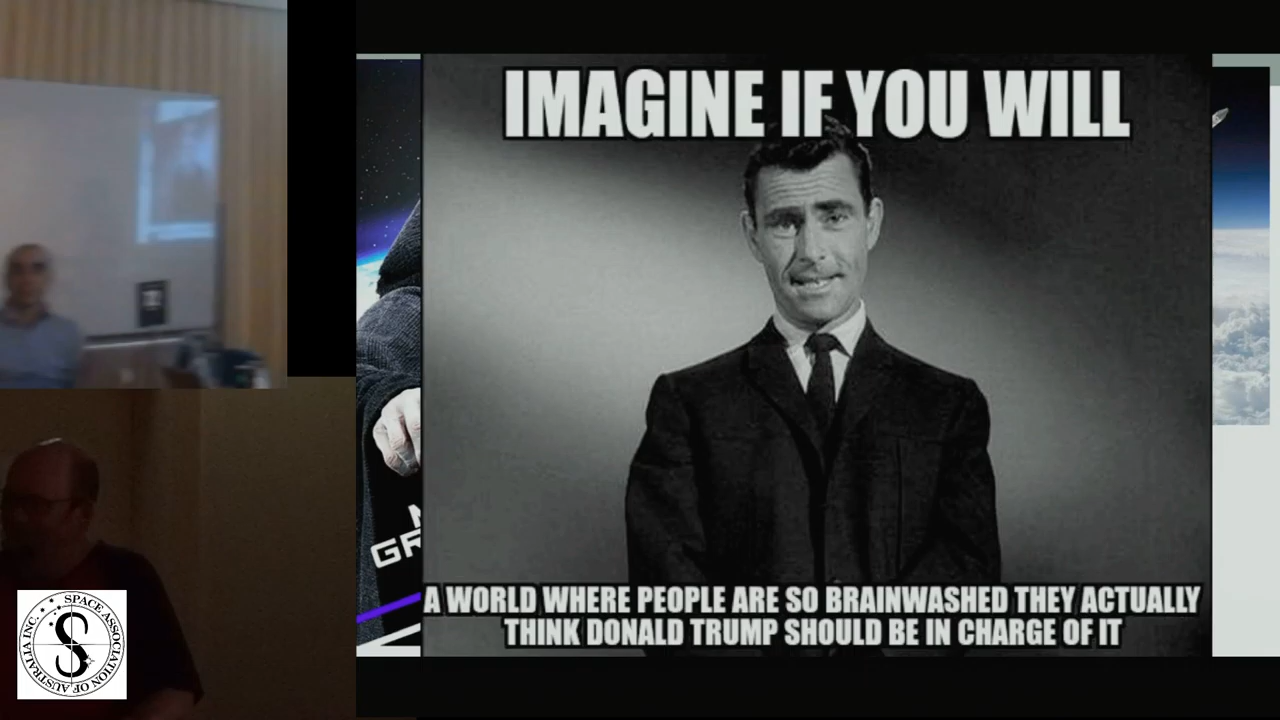 IMAGINE IF YOU WILL
A WORLD WHERE PEOPLE ARE SO BRAINWASHED THEY ACTUALLY
THINK DONALD TRUMP SHOULD BE IN CHARGE OF IT
GR
SPACE ASSOCIATION OF AUSTRALIA INC.
S